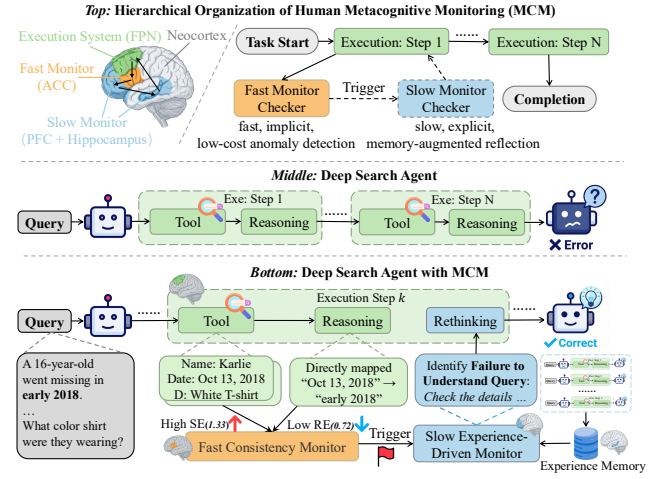 Top: Hierarchical Organization of Human Metacognitive Monitoring (MCM)
Execution System (FPN)
Neocortex
Fast Monitor
(ACC)
Slow Monitor
(PFC + Hippocampus)
Task Start
Execution: Step 1
......
Execution: Step N
Fast Monitor
Checker
Trigger
Slow Monitor
Checker
Completion
fast, implicit,
low-cost anomaly detection
slow, explicit,
memory-augmented reflection
Middle: Deep Search Agent
Query
Exe: Step 1
Tool
Reasoning
......
Exe: Step N
Tool
Reasoning
?
Error
Bottom: Deep Search Agent with MCM
Query
......
Execution Step k
Tool
Reasoning
Rethinking
......
Correct
A 16-year-old
went missing in
early 2018.
…
What color shirt
were they wearing?
Name: Karlie
Date: Oct 13, 2018
D: White T-shirt
Directly mapped
“Oct 13, 2018” →
“early 2018”
Identify Failure to
Understand Query:
Check the details ...
High SE(1.33)
Low RE(0.72)
Fast Consistency Monitor
Trigger
Slow Experience-
Driven Monitor
Experience Memory